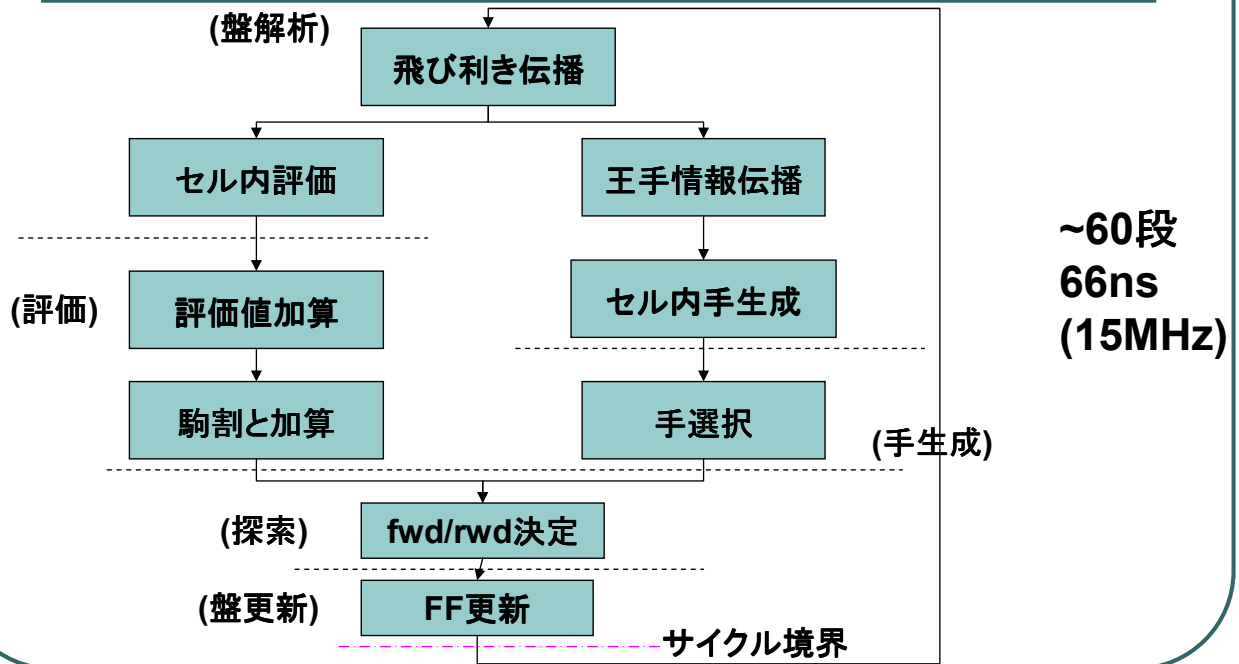 (盤解析)
飛び利き伝播
セル内評価
王手情報伝播
~60段
66ns
(15MHz)
(評価)
評価値加算
セル内手生成
駒割と加算
手選択
(手生成)
(探索)
fwd/rwd決定
(盤更新)
FF更新
サイクル境界